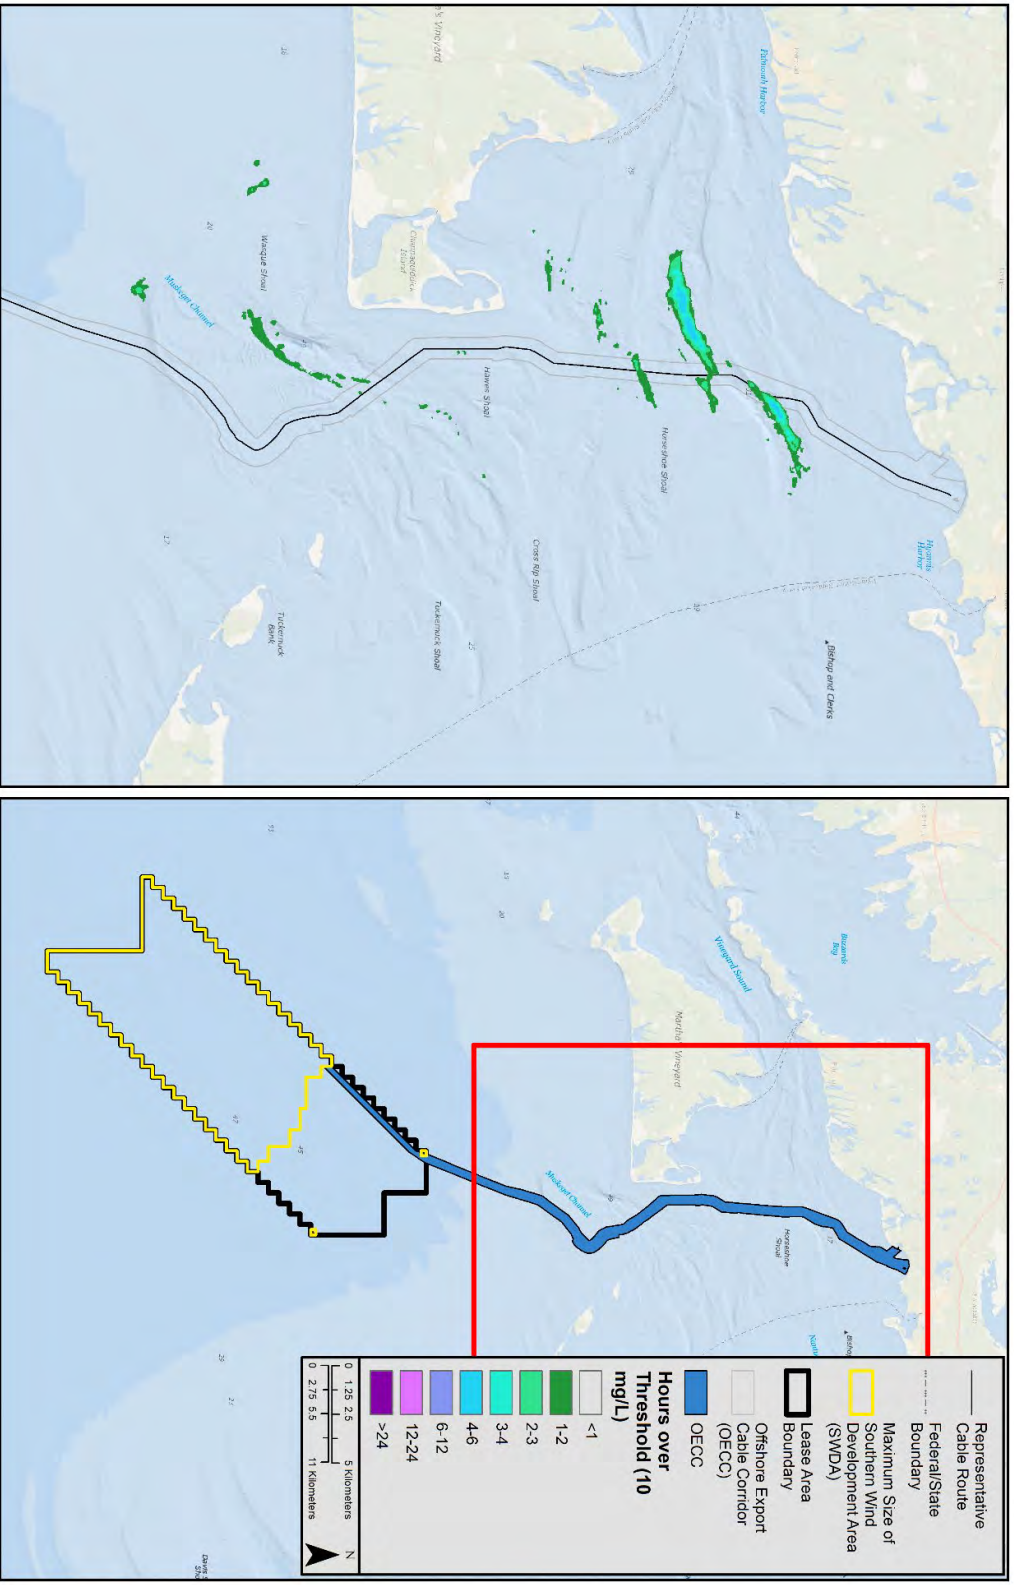 's Vineyard
Falmouth Harbor
Chappaquiddick
Island
Wasque Shoal
Muskeget Channel
Hawes Shoal
Horseshoe Shoal
Cross Rip Shoal
Tuckernuck Shoal
Tuckernuck
Bank
Hyannis
Harbor
Bishop and Clerks
Buzzards
Bay
Vineyard Sound
Martha's Vineyard
Muskeget Channel
Horseshoe
Shoal
Bishop
Davis S
Sho
Representative
Cable Route
Federal/State
Boundary
Maximum Size of
Southern Wind
Development Area
(SWDA)
Lease Area
Boundary
Offshore Export
Cable Corridor
(OECC)
OECC
Hours over
Threshold (10
mg/L)
<1
1-2
2-3
3-4
4-6
6-12
12-24
>24
0 1.25 2.5 5 Kilometers
0 2.75 5.5 11 Kilometers
N